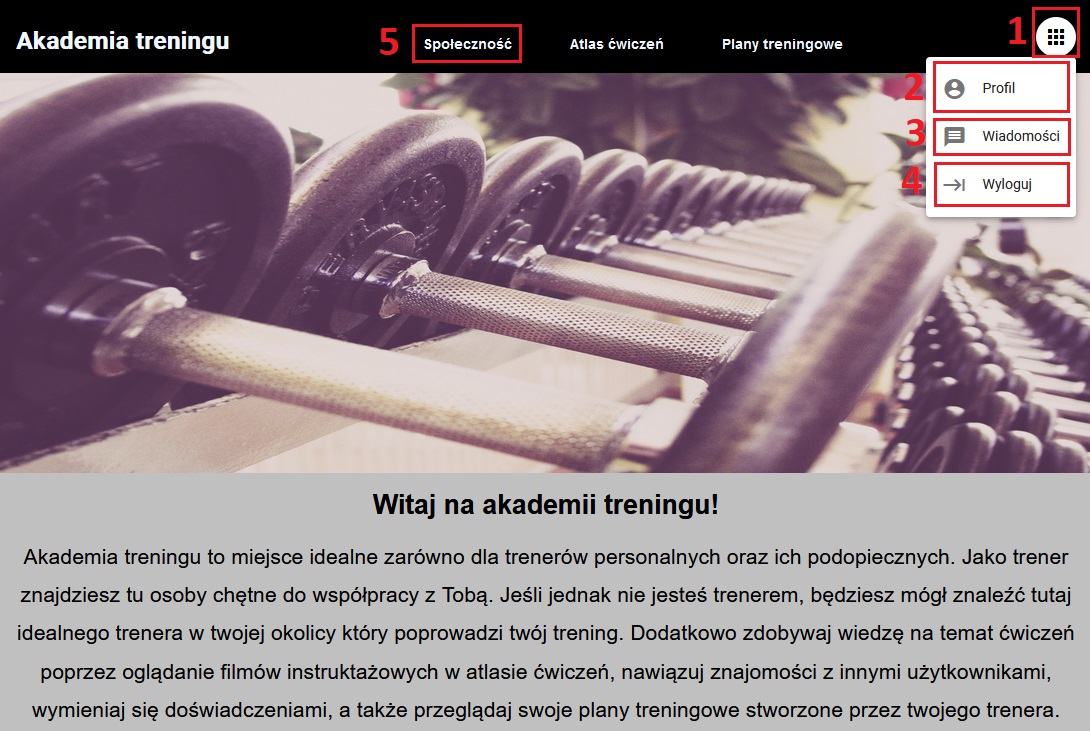 Akademia treningu
5
Społeczność
Atlas ćwiczeń
Plany treningowe
1
2
Profil
3
Wiadomości
4
Wyloguj
Witaj na akademii treningu!
Akademia treningu to miejsce idealne zarówno dla trenerów personalnych oraz ich podopiecznych. Jako trener
znajdziesz tu osoby chętne do współpracy z Tobą. Jeśli jednak nie jesteś trenerem, będziesz mógł znaleźć tutaj
idealnego trenera w twojej okolicy który poprowadzi twój trening. Dodatkowo zdobywaj wiedzę na temat ćwiczeń
poprzez oglądanie filmów instruktażowych w atlasie ćwiczeń, nawiązuj znajomości z innymi użytkownikami,
wymieniaj się doświadczeniami, a także przeglądaj swoje plany treningowe stworzone przez twojego trenera.